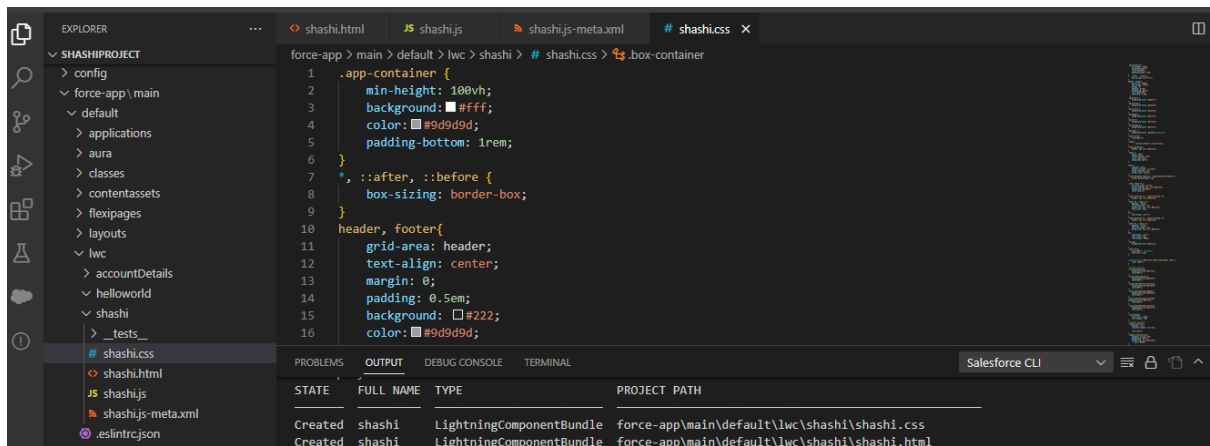 EXPLORER
SHASHIPROJECT
config
force-app\main
default
applications
aura
classes
contentassets
flexipages
layouts
lwc
accountDetails
helloworld
shashi
__tests__
# shashi.css
<> shashi.html
JS shashi.js
shashi.js-meta.xml
.eslintrc.json
<> shashi.html JS shashi.js shashi.js-meta.xml # shashi.css
force-app > main > default > lwc > shashi > # shashi.css > .box-container
1 .app-container {
2 min-height: 100vh;
3 background: #fff;
4 color: #9d9d9d;
5 padding-bottom: 1rem;
6 }
7 *, ::after, ::before {
8 box-sizing: border-box;
9 }
10 header, footer{
11 grid-area: header;
12 text-align: center;
13 margin: 0;
14 padding: 0.5em;
15 background: #222;
16 color: #9d9d9d;
PROBLEMS OUTPUT DEBUG CONSOLE TERMINAL Salesforce CLI
STATE FULL NAME TYPE PROJECT PATH
Created shashi LightningComponentBundle force-app\main\default\lwc\shashi\shashi.css
Created shashi LightningComponentBundle force-app\main\default\lwc\shashi\shashi.html